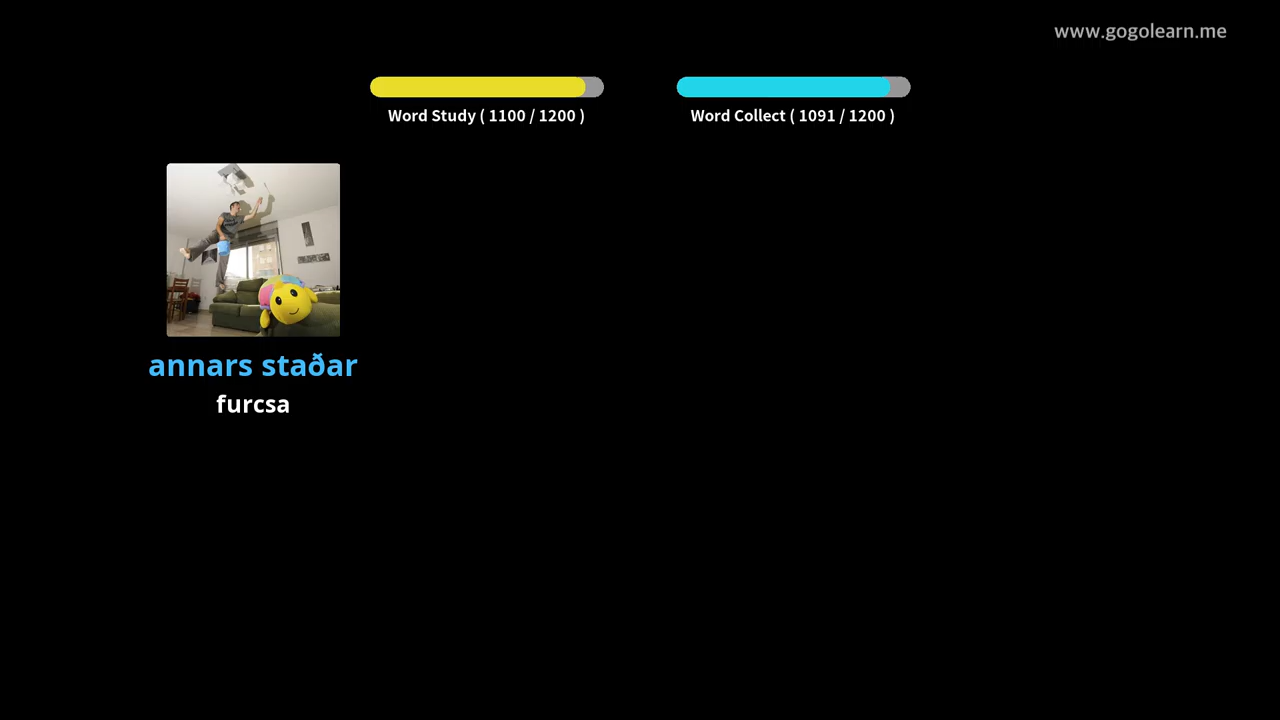 www.gogolearn.me
Word Study ( 1100 / 1200 )
Word Collect ( 1091 / 1200 )
annars staðar
furcsa